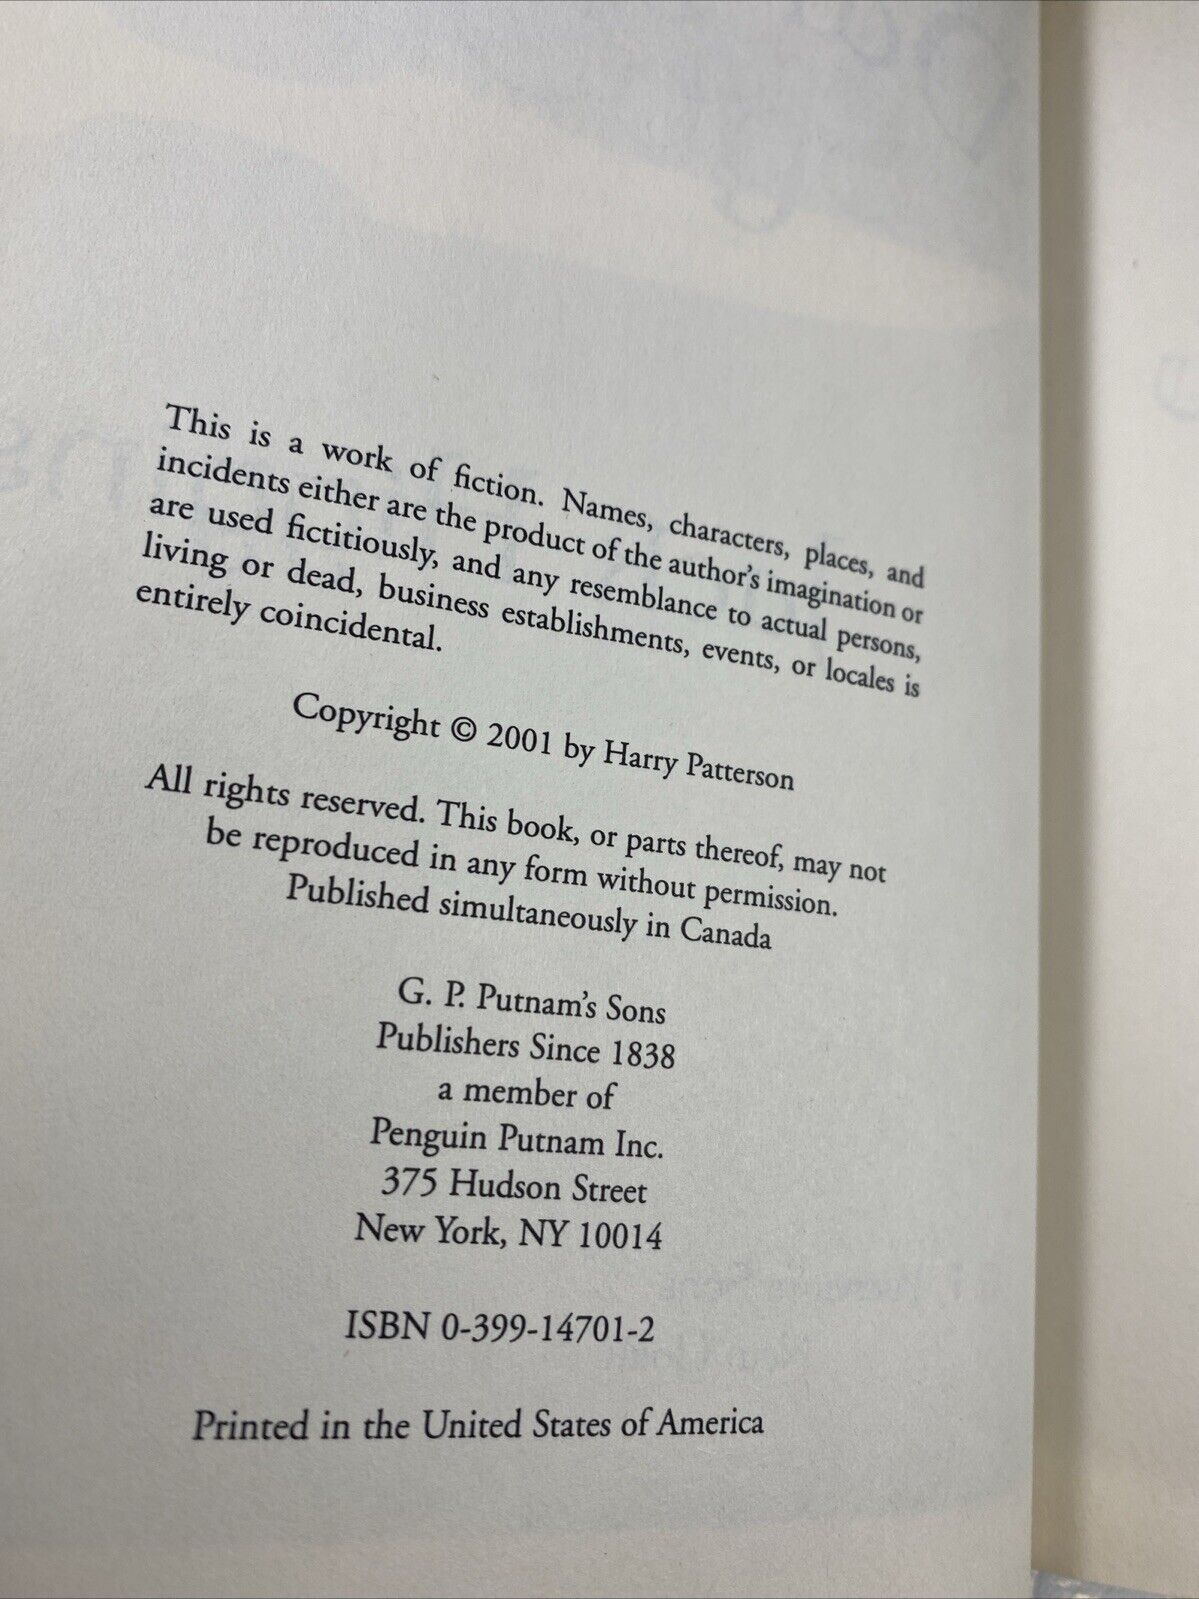 This is a work of fiction. Names, characters, places, and
incidents either are the product of the author's imagination or
are used fictitiously, and any resemblance to actual persons,
living or dead, business establishments, events, or locales is
entirely coincidental.
Copyright © 2001 by Harry Patterson
All rights reserved. This book, or parts thereof, may not
be reproduced in any form without permission.
Published simultaneously in Canada
G. P. Putnam's Sons
Publishers Since 1838
a member of
Penguin Putnam Inc.
375 Hudson Street
New York, NY 10014
ISBN 0-399-14701-2
Printed in the United States of America